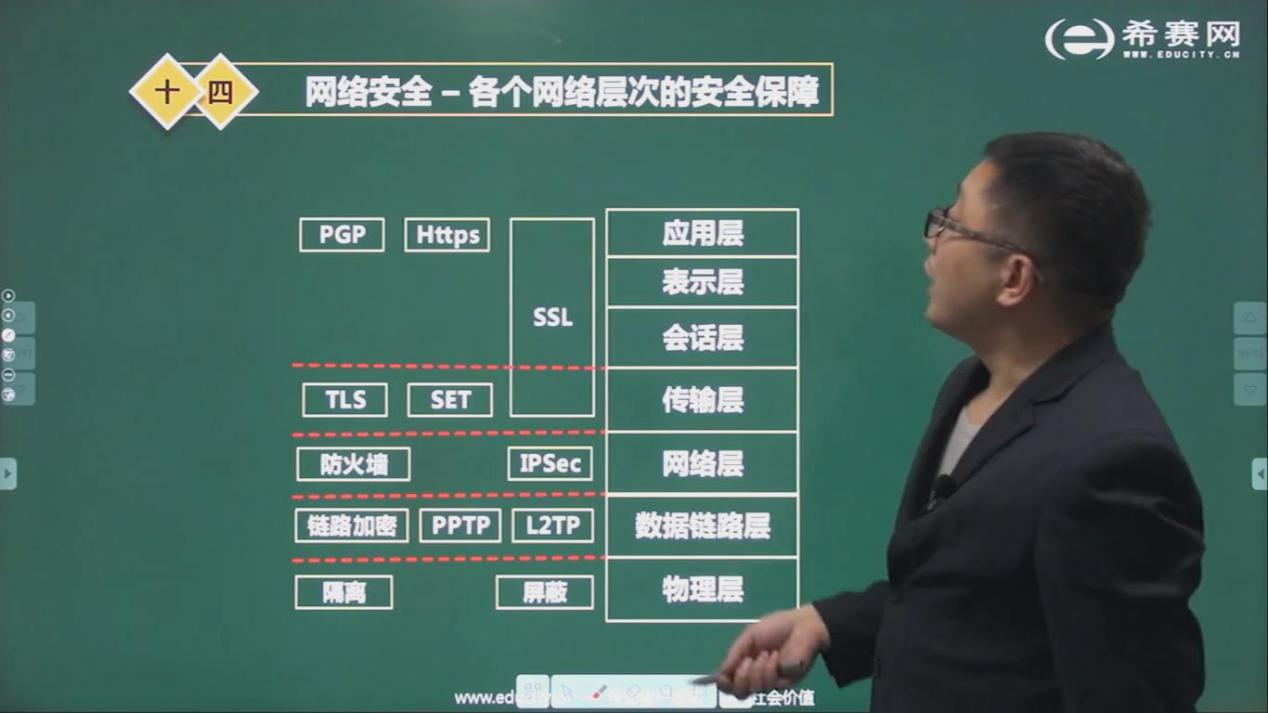 希赛网
WWW.EDUCITY.CN
十 四
网络安全 – 各个网络层次的安全保障
PGP Https 应用层
表示层
SSL
会话层
TLS SET 传输层
防火墙 IPSec 网络层
链路加密 PPTP L2TP 数据链路层
隔离 屏蔽 物理层
社会价值